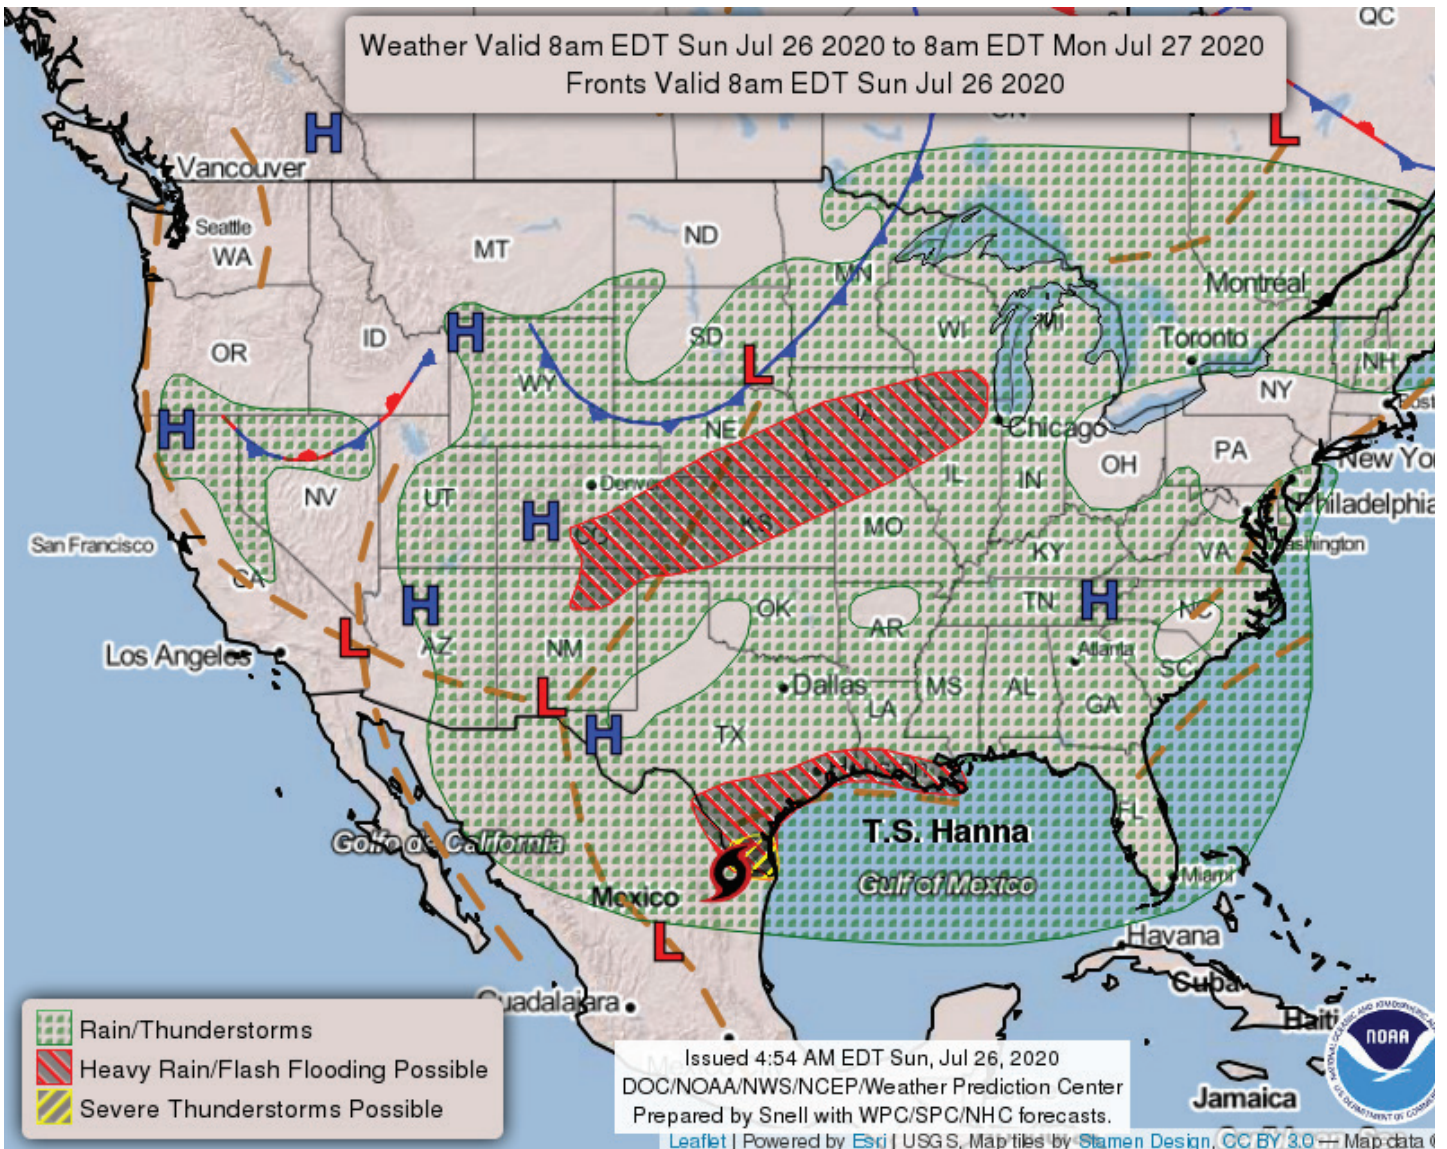 Weather Valid 8am EDT Sun Jul 26 2020 to 8am EDT Mon Jul 27 2020
Fronts Valid 8am EDT Sun Jul 26 2020
QC
ON
H
L
Vancouver
Seattle
WA
MT
ND
MN
Montréal
OR
ID
H
WY
SD
L
WI
MI
Toronto
NH
NY
H
NE
IA
Chicago
PA
OH
New Yo
NV
UT
Denver
IL
IN
Philadelphia
San Francisco
H
CO
KS
MO
KY
VA
CA
H
AZ
NM
OK
AR
TN
H
NC
L
Los Angeles
Atlanta
SC
L
Dallas
LA
MS
AL
GA
H
TX
FL
T.S. Hanna
Golfo de California
Gulf of Mexico
Miami
Mexico
L
Havana
Cuba
Guadalajara
Haiti
Mexico City
Jamaica
NOAA
Rain/Thunderstorms
Heavy Rain/Flash Flooding Possible
Severe Thunderstorms Possible
Issued 4:54 AM EDT Sun, Jul 26, 2020
DOC/NOAA/NWS/NCEP/Weather Prediction Center
Prepared by Snell with WPC/SPC/NHC forecasts.
Leaflet | Powered by Esri | USGS, Map tiles by Stamen Design, CC BY 3.0 — Map data ©